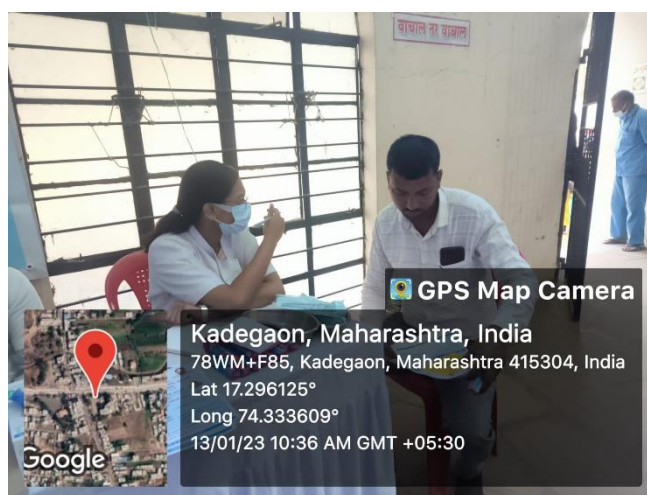 वाचाल तर वाचाल
GPS Map Camera
Kadegaon, Maharashtra, India
78WM+F85, Kadegaon, Maharashtra 415304, India
Lat 17.296125°
Long 74.333609°
13/01/23 10:36 AM GMT +05:30
Google